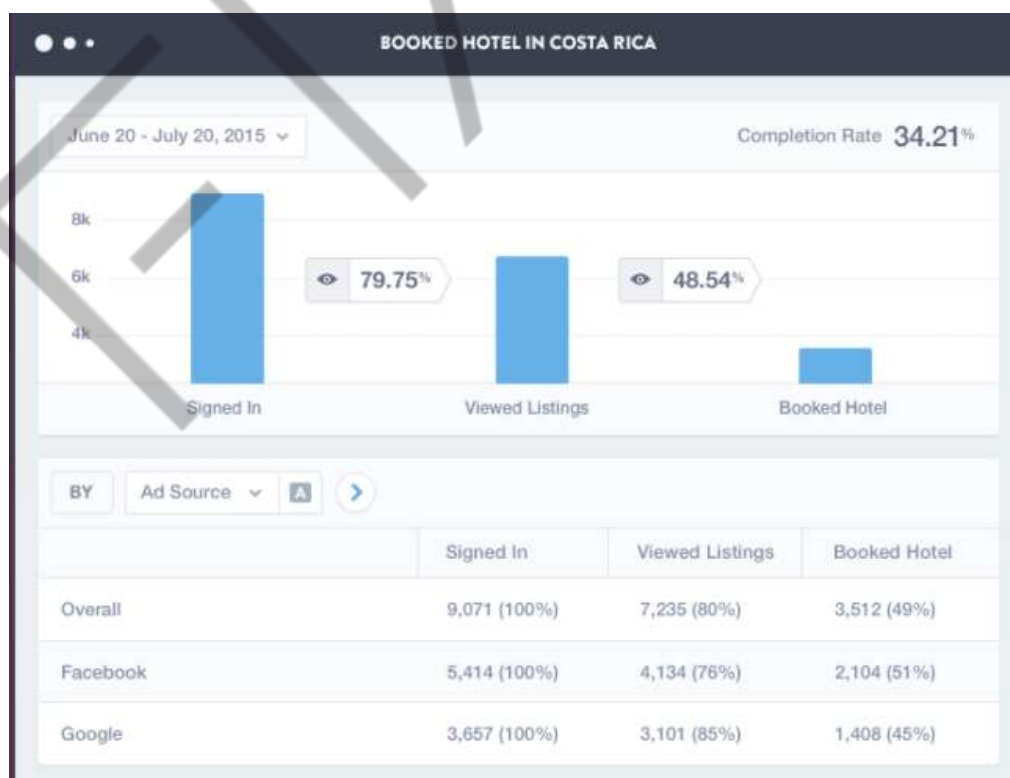 BOOKED HOTEL IN COSTA RICA
June 20 - July 20, 2015
Completion Rate 34.21%
8k
6k
4k
79.75%
48.54%
Signed In
Viewed Listings
Booked Hotel
BY
Ad Source
A
Signed In Viewed Listings Booked Hotel
Overall 9,071 (100%) 7,235 (80%) 3,512 (49%)
Facebook 5,414 (100%) 4,134 (76%) 2,104 (51%)
Google 3,657 (100%) 3,101 (85%) 1,408 (45%)